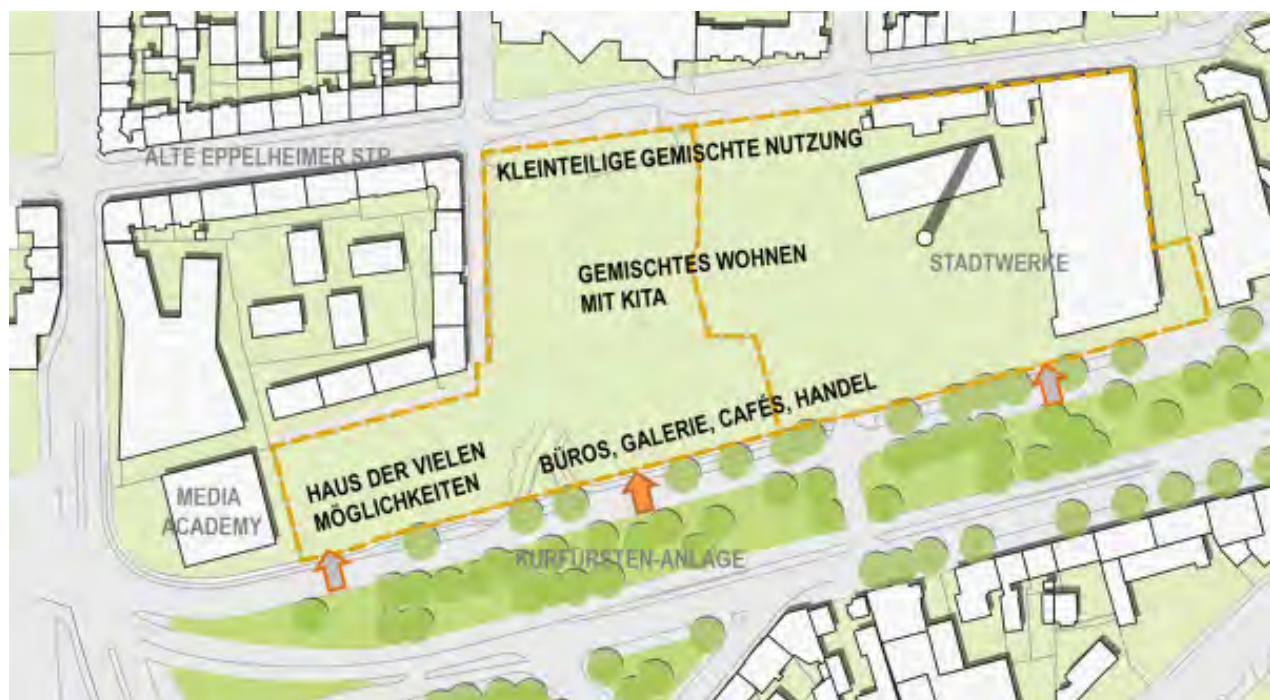 ALTE EPPELHEIMER STR.
KLEINTEILIGE GEMISCHTE NUTZUNG
GEMISCHTES WOHNEN
MIT KITA
STADTWERKE
BÜROS, GALERIE, CAFÉS, HANDEL
HAUS DER VIELEN
MÖGLICHKEITEN
MEDIA
ACADEMY
KURFÜRSTEN-ANLAGE